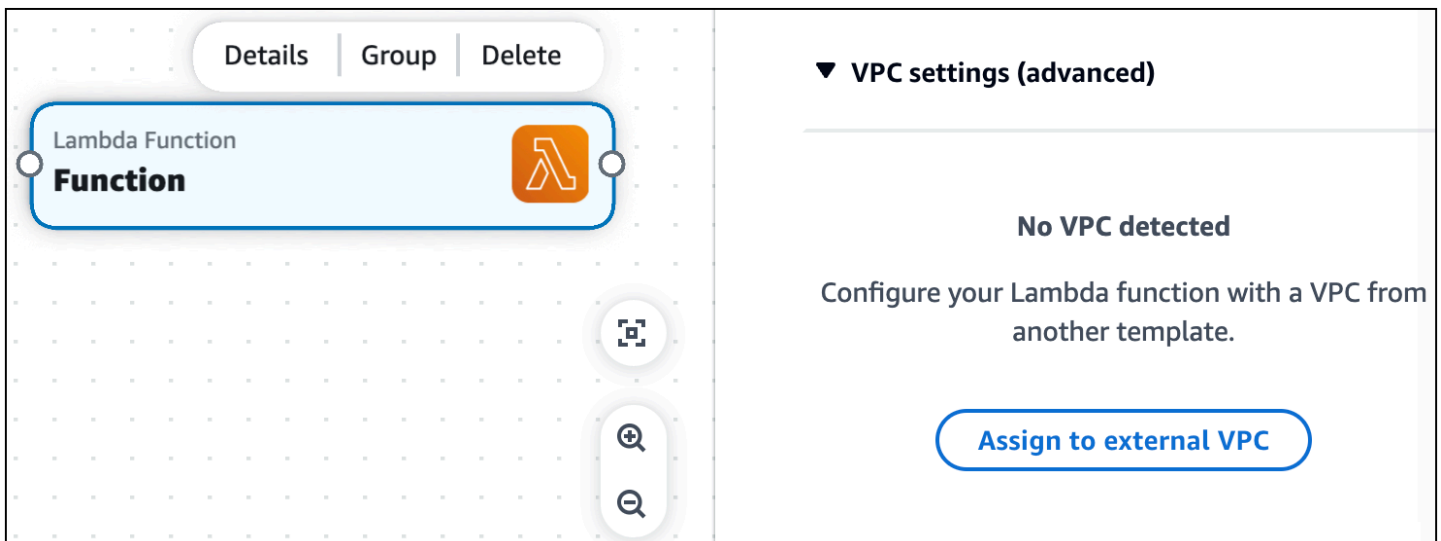 Details Group Delete
Lambda Function
Function
VPC settings (advanced)
No VPC detected
Configure your Lambda function with a VPC from
another template.
Assign to external VPC